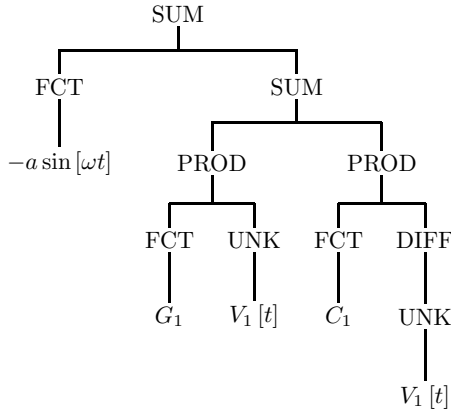 SUM
FCT SUM
−a sin [ωt] PROD PROD
FCT UNK FCT DIFF
G₁ V₁ [t] C₁ UNK
V₁ [t]